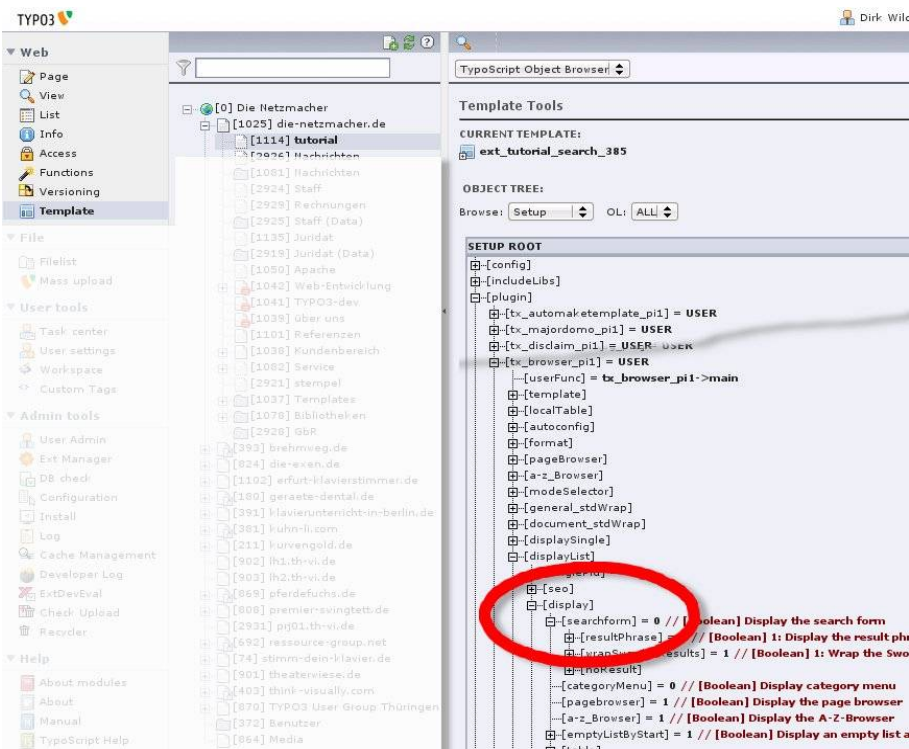 TYPO3
Dirk
Web
Page
View
List
Info
Access
Functions
Versioning
Template
File
Filelist
Mass upload
User tools
Task center
User settings
Workspace
Custom Tags
Admin tools
User Admin
Ext Manager
DB check
Configuration
Install
Log
Cache Management
Developer Log
ExtDevEval
Check Upload
Recycler
Help
About modules
About
Manual
TypoScript Help
[0] Die Netzmacher
[1025] die-netzmacher.de
[1114] tutorial
[2926] Nachrichten
[1081] Nachrichten
[2924] Staff
[2929] Rechnungen
[2925] Staff (Data)
[1135] Juridat
[2919] Juridat (Data)
[1050] Apache
[1042] Web-Entwicklung
[1041] TYPO3-dev
[1039] über uns
[1101] Referenzen
[1038] Kundenbereich
[1082] Service
[2921] stempel
[1037] Templates
[1078] Bibliotheken
[2928] GbR
[393] brehmweg.de
[824] die-exen.de
[1102] erfurt-klavierstimmer.de
[180] geraete-dental.de
[391] klavierunterricht-in-berlin.de
[381] kuhn-li.com
[211] kurvengold.de
[902] lh1.th-vi.de
[903] lh2.th-vi.de
[869] pferdefuchs.de
[808] premier-svingtett.de
[2931] prj01.th-vi.de
[692] ressource-group.net
[74] stimm-dein-klavier.de
[901] theaterwiese.de
[403] think-visually.com
[870] TYPO3 User Group Thüringen
[372] Benutzer
[864] Media
TypoScript Object Browser
Template Tools
CURRENT TEMPLATE:
ext_tutorial_search_385
OBJECT TREE:
Browse: Setup OL: ALL
SETUP ROOT
[config]
[includeLibs]
[plugin]
[tx_automaketemplate_pi1] = USER
[tx_majordomo_pi1] = USER
[tx_disclaim_pi1] = USER
[tx_browser_pi1] = USER
[userFunc] = tx_browser_pi1->main
[template]
[localTable]
[autoconfig]
[format]
[pageBrowser]
[a-z_Browser]
[modeSelector]
[general_stdWrap]
[document_stdWrap]
[displaySingle]
[displayList]
[seo]
[display]
[searchform] = 0 // [Boolean] Display the search form
[resultPhrase] // [Boolean] 1: Display the result
= 1 // [Boolean] 1: Wrap the
[noResult]
[categoryMenu] = 0 // [Boolean] Display category menu
[pagebrowser] = 1 // [Boolean] Display the page browser
[a-z_Browser] = 1 // [Boolean] Display the A-Z-Browser
[emptyListByStart] = 1 // [Boolean] Display an empty list